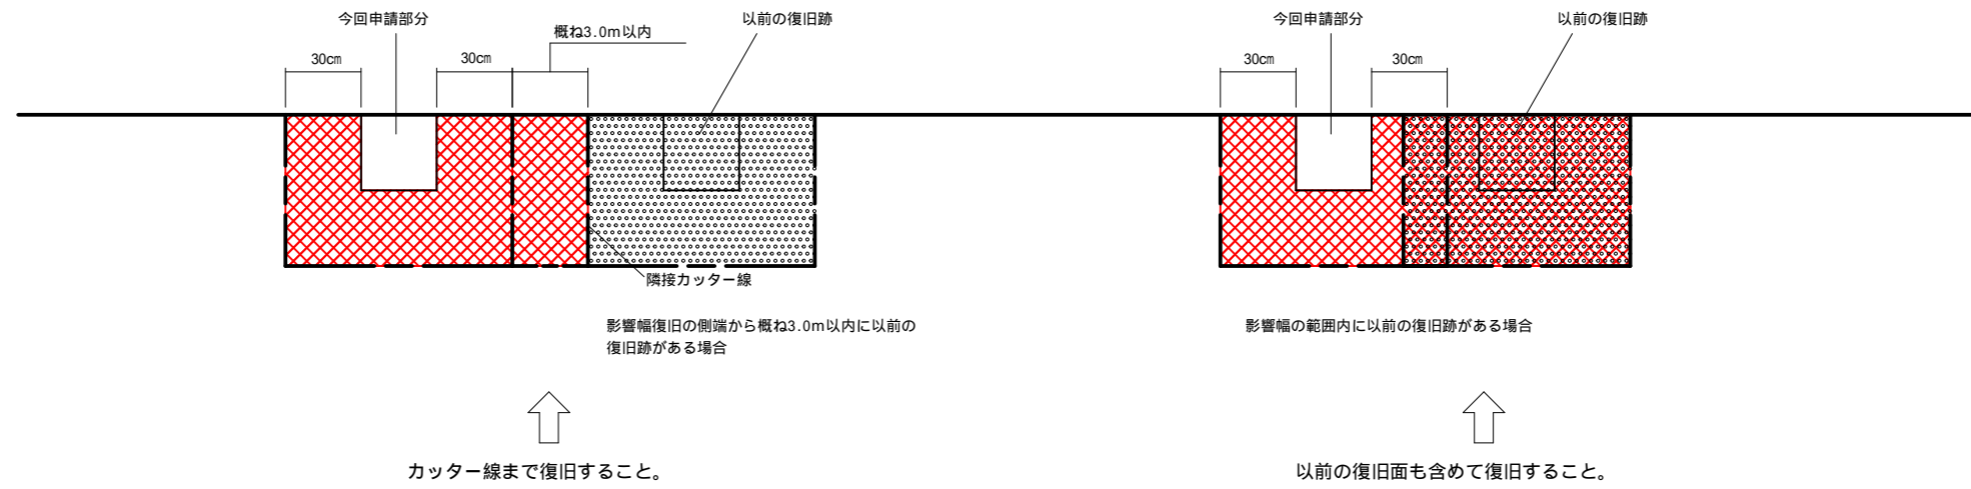 今回申請部分
以前の復旧跡
概ね3.0m以内
30㎝
30㎝
隣接カッター線
影響幅復旧の側端から概ね3.0m以内に以前の
復旧跡がある場合
カッター線まで復旧すること。
今回申請部分
以前の復旧跡
30㎝
30㎝
影響幅の範囲内に以前の復旧跡がある場合
以前の復旧面も含めて復旧すること。